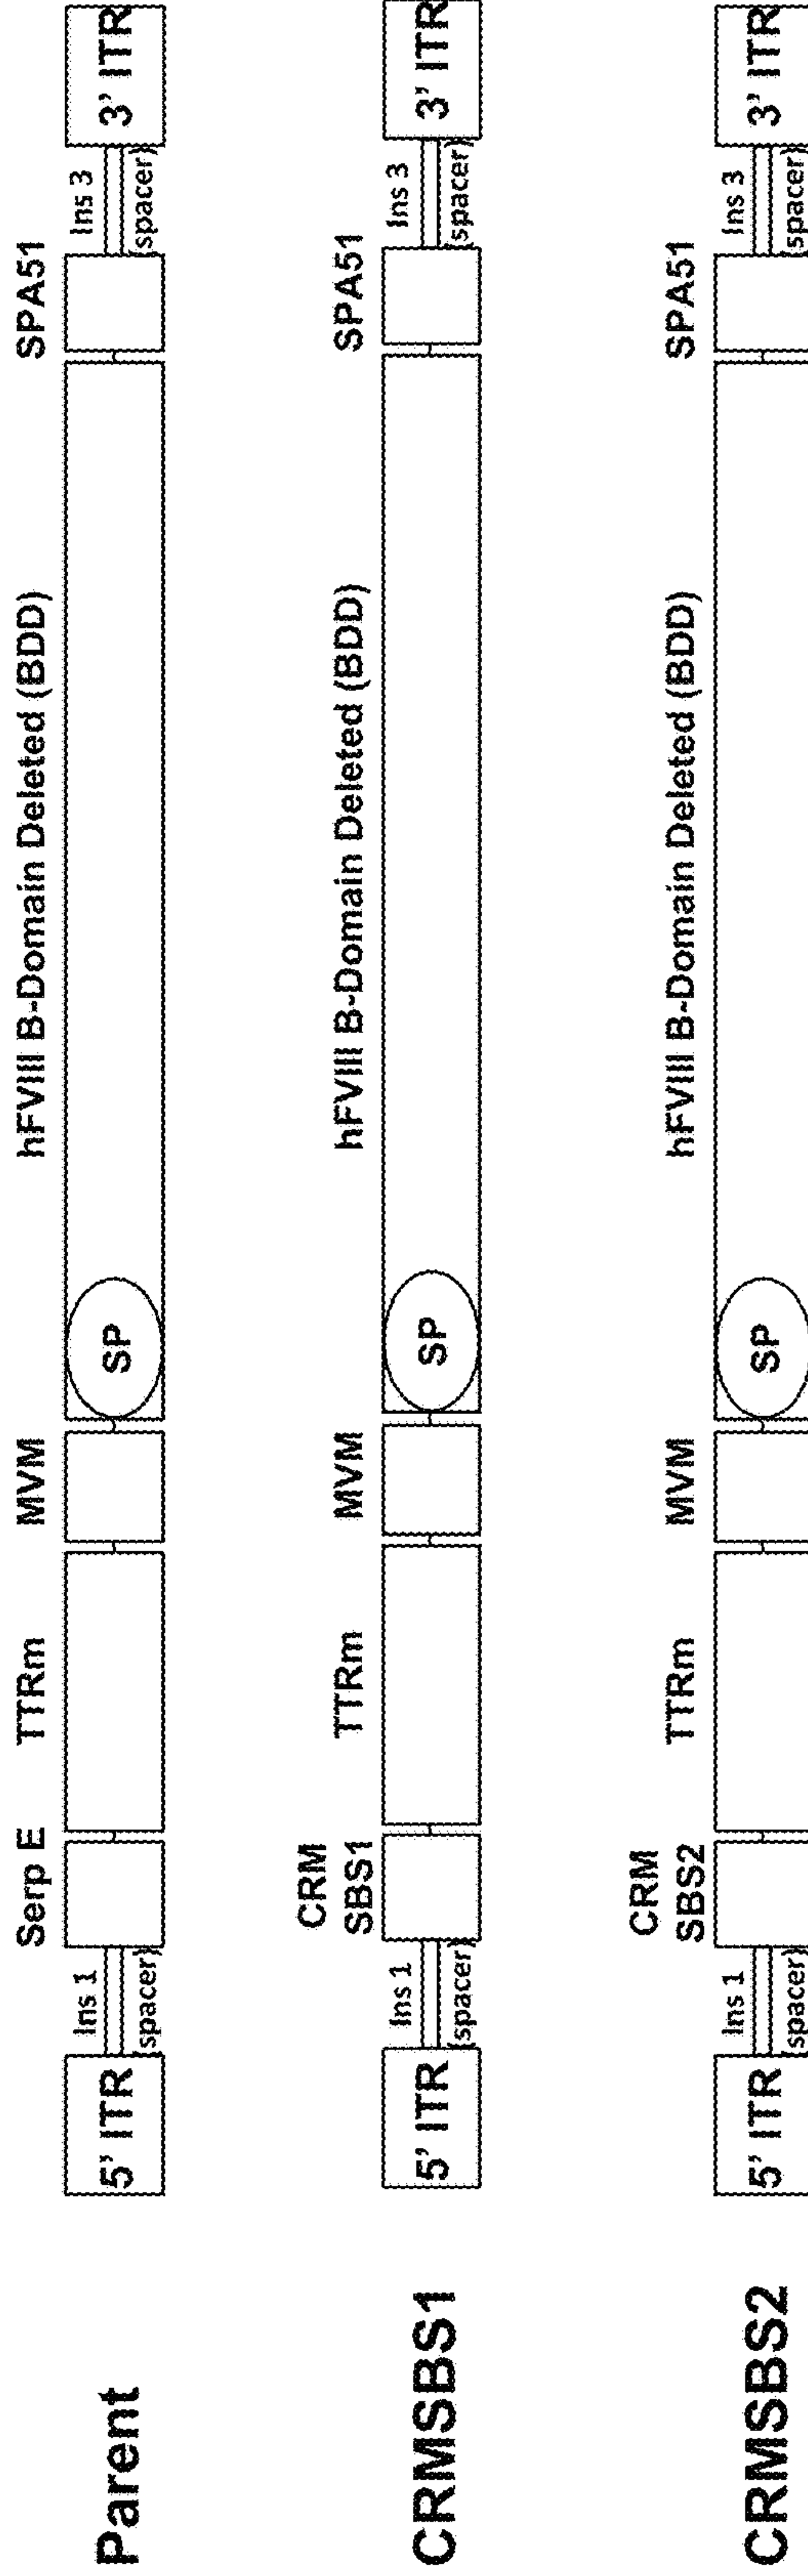 Serp E TTRm MVM hFVIII B-Domain Deleted (BDD) SPA51
Parent 5' ITR Ins 1 (spacer) SP Ins 3 (spacer) 3' ITR
CRM
SBS1 TTRm MVM hFVIII B-Domain Deleted (BDD) SPA51
CRMSBS1 5' ITR Ins 1 (spacer) SP Ins 3 (spacer) 3' ITR
CRM
SBS2 TTRm MVM hFVIII B-Domain Deleted (BDD) SPA51
CRMSBS2 5' ITR Ins 1 (spacer) SP Ins 3 (spacer) 3' ITR